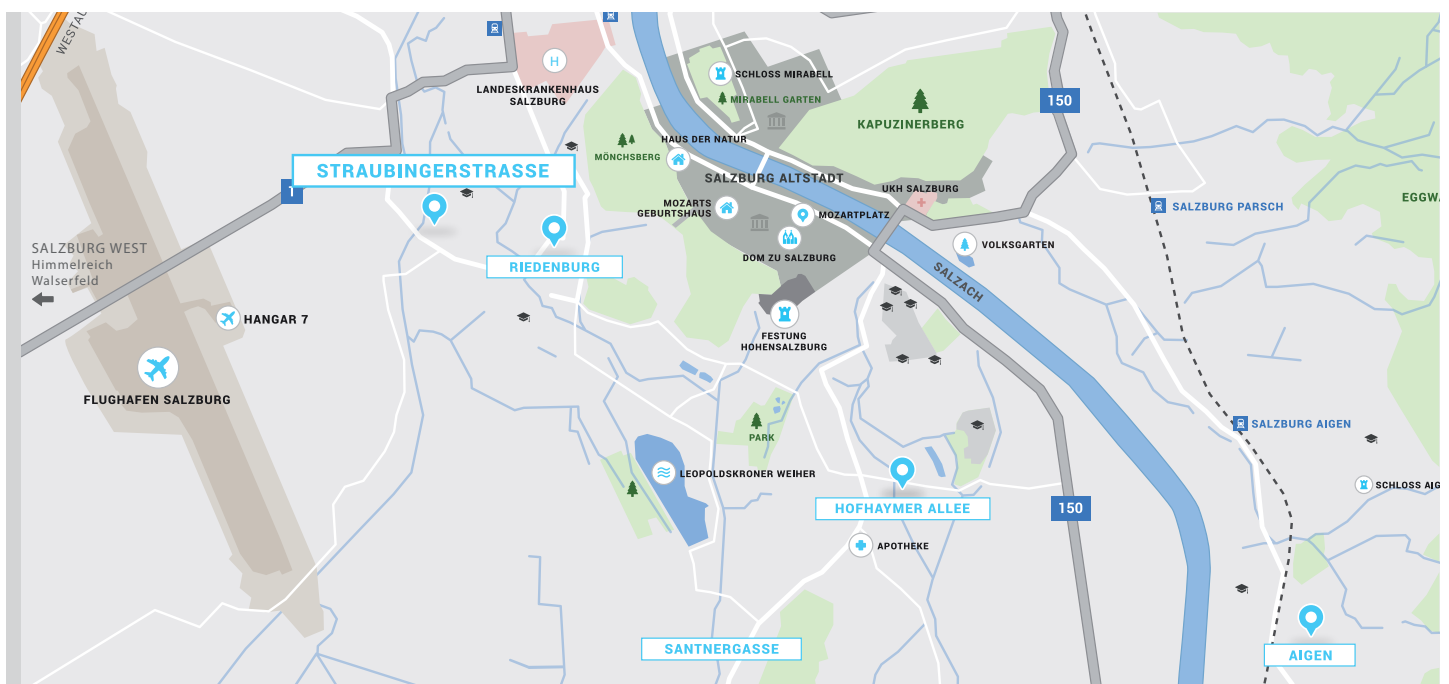 WESTAU
H
LANDESKRANKENHAUS
SALZBURG
SCHLOSS MIRABELL
MIRABELL GARTEN
KAPUZINERBERG
150
HAUS DER NATUR
MÖNCHSBERG
STRAUBINGERSTRASSE
1
SALZBURG ALTSTADT
UKH SALZBURG
MOZARTS
GEBURTSHAUS
MOZARTPLATZ
SALZBURG PARSCH
EGGWA
SALZBURG WEST
Himmelreich
Walserfeld
RIEDENBURG
DOM ZU SALZBURG
VOLKSGARTEN
SALZACH
HANGAR 7
FESTUNG
HOHENSALZBURG
FLUGHAFEN SALZBURG
PARK
SALZBURG AIGEN
LEOPOLDSKRONER WEIHER
SCHLOSS AIG
HOFHAYMER ALLEE
150
APOTHEKE
SANTNERGASSE
AIGEN